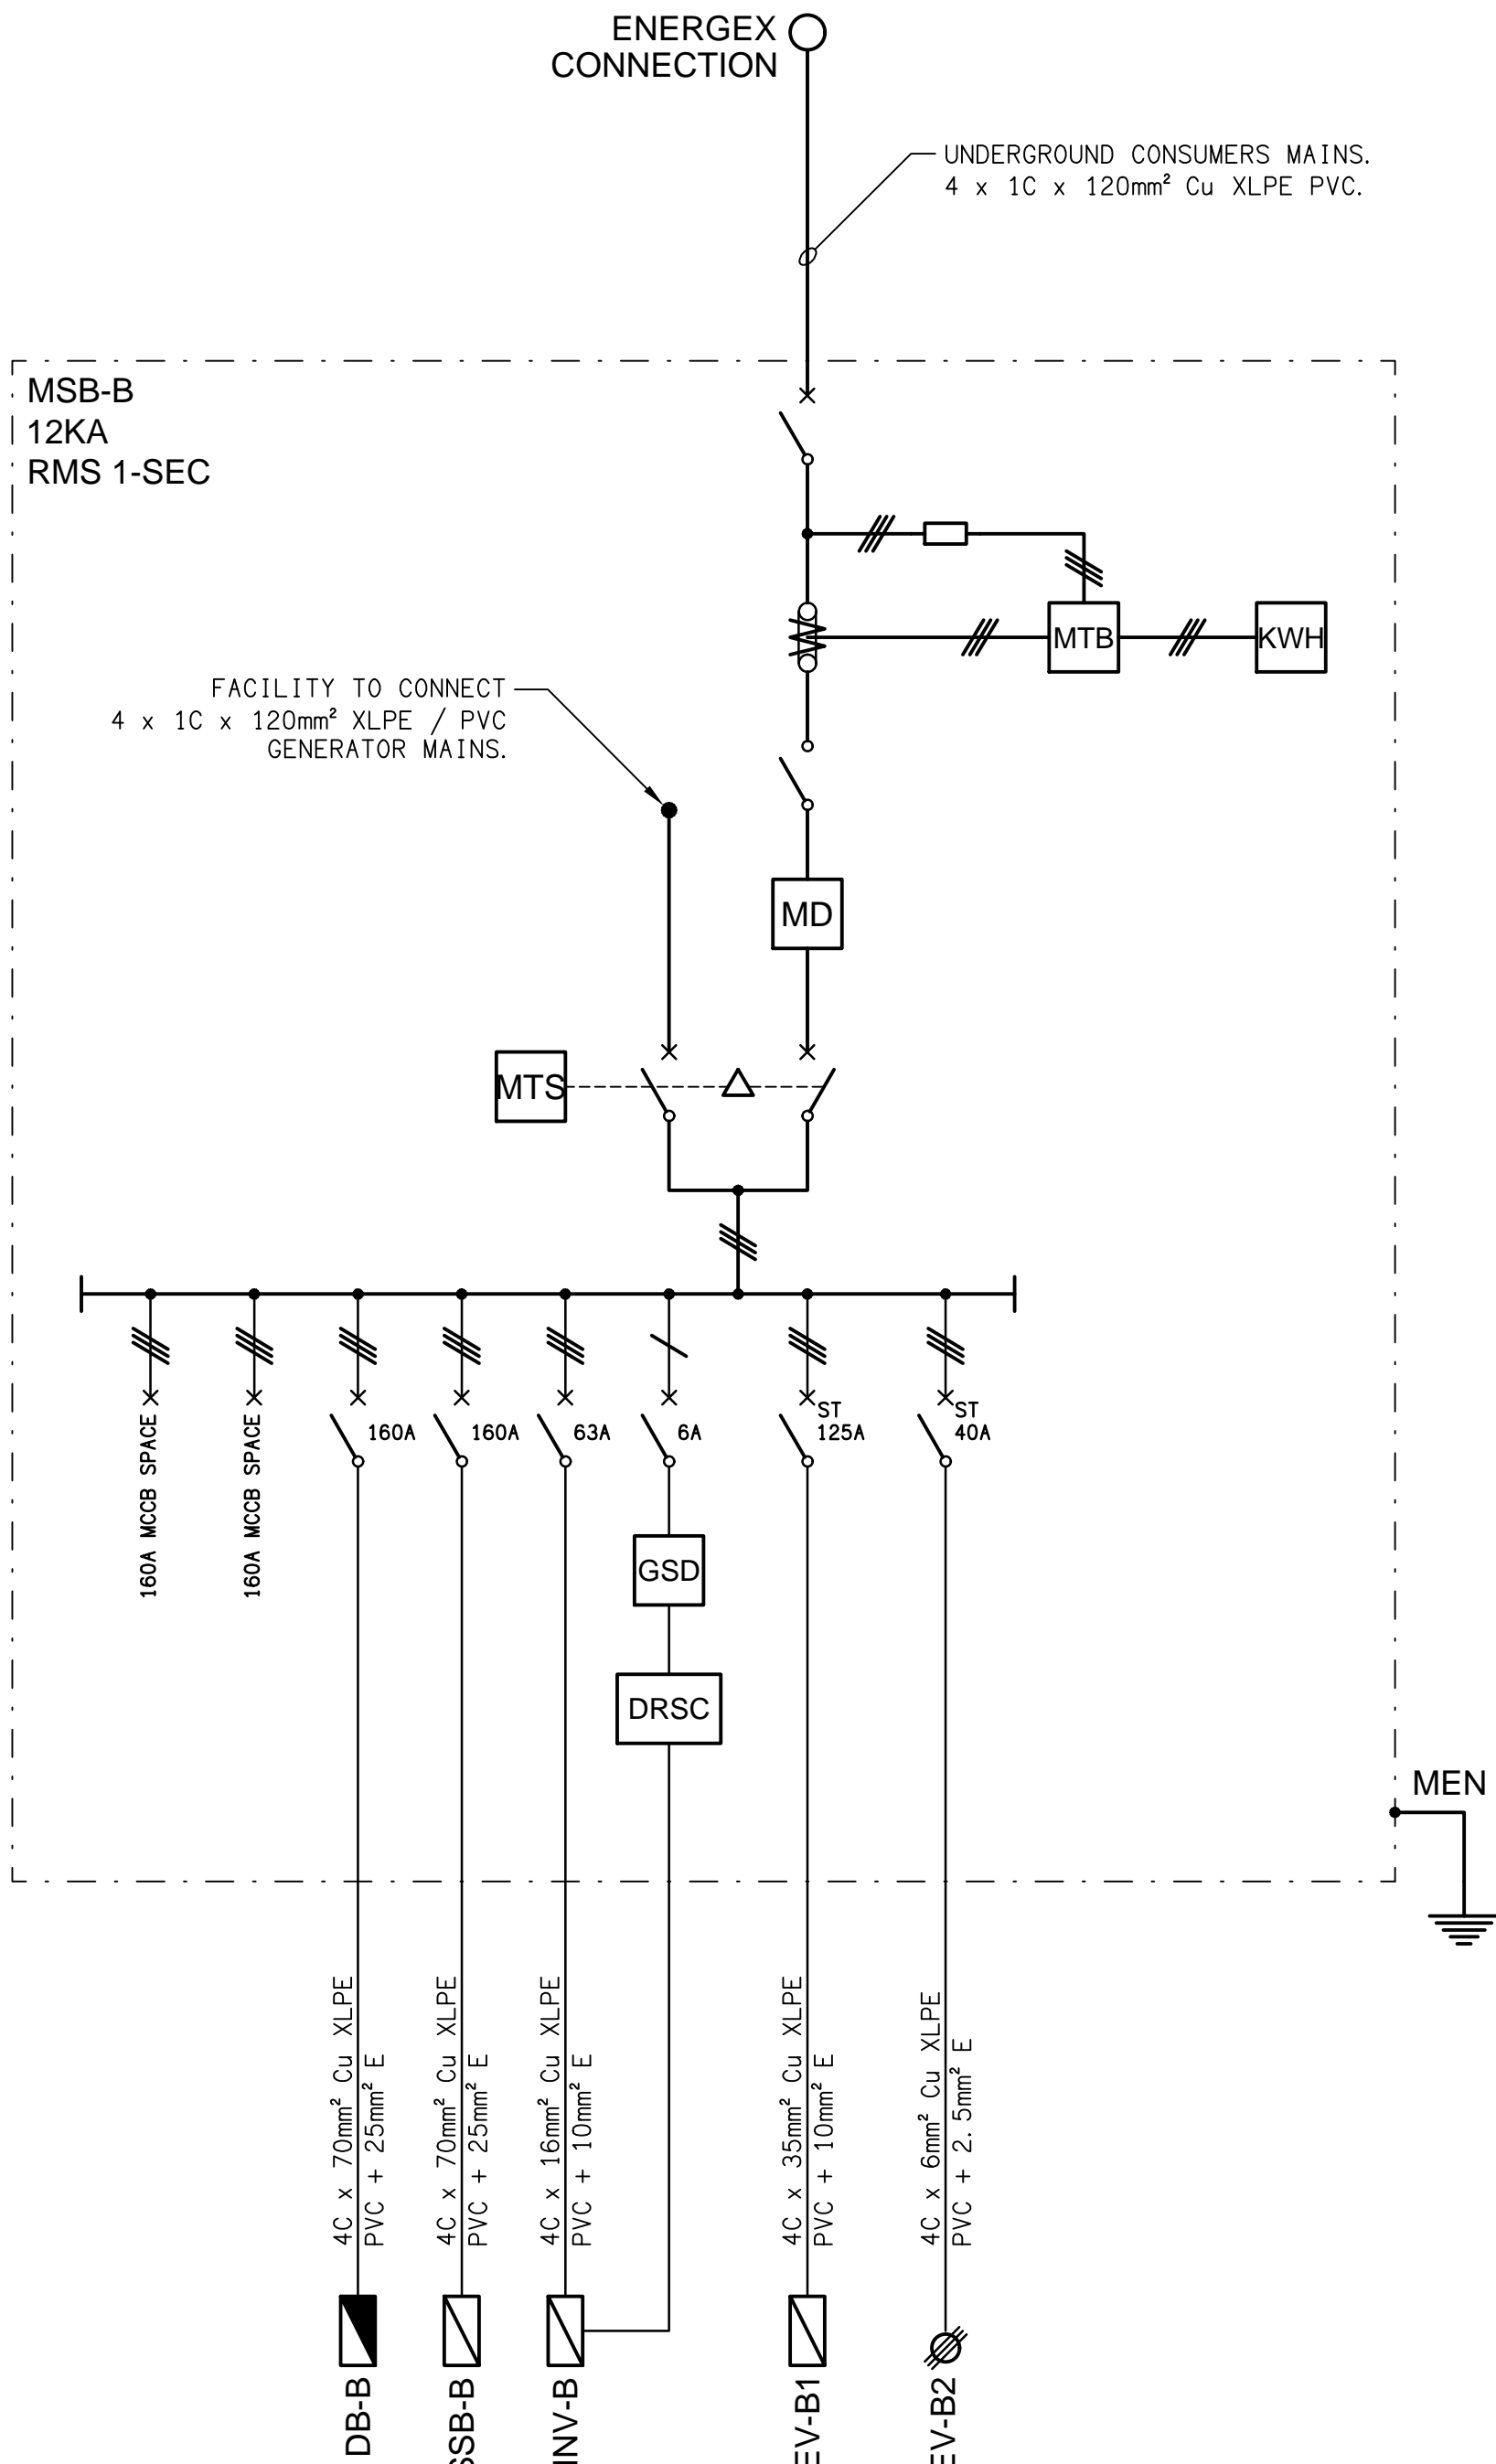 ENERGEX
CONNECTION
UNDERGROUND CONSUMERS MAINS.
4 x 1C x 120mm² Cu XLPE PVC.
MSB-B
12KA
RMS 1-SEC
MTB
KWH
FACILITY TO CONNECT
4 x 1C x 120mm² XLPE / PVC
GENERATOR MAINS.
MD
MTS
160A MCCB SPACE
160A MCCB SPACE
160A
160A
63A
6A
ST
125A
ST
40A
GSD
DRSC
MEN
4C x 70mm² Cu XLPE
PVC + 25mm² E
4C x 70mm² Cu XLPE
PVC + 25mm² E
4C x 16mm² Cu XLPE
PVC + 10mm² E
4C x 35mm² Cu XLPE
PVC + 10mm² E
4C x 6mm² Cu XLPE
PVC + 2.5mm² E
DB-B
SSB-B
INV-B
EV-B1
EV-B2